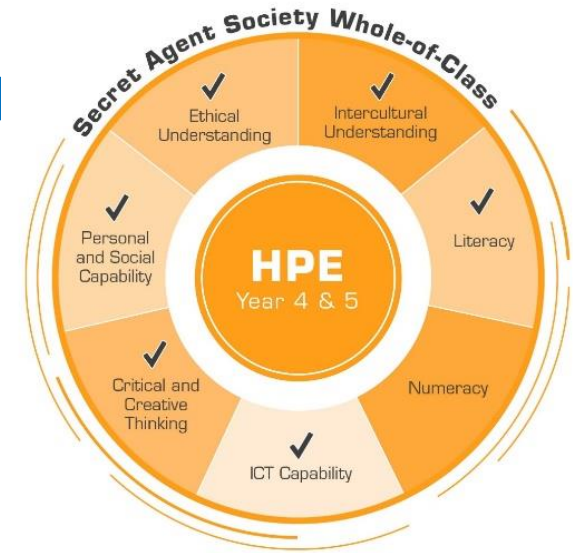 Secret Agent Society Whole-of-Class
✓
Ethical
Understanding
✓
Intercultural
Understanding
✓
Personal
and Social
Capability
✓
Literacy
HPE
Year 4 & 5
✓
Critical and
Creative
Thinking
Numeracy
✓
ICT Capability